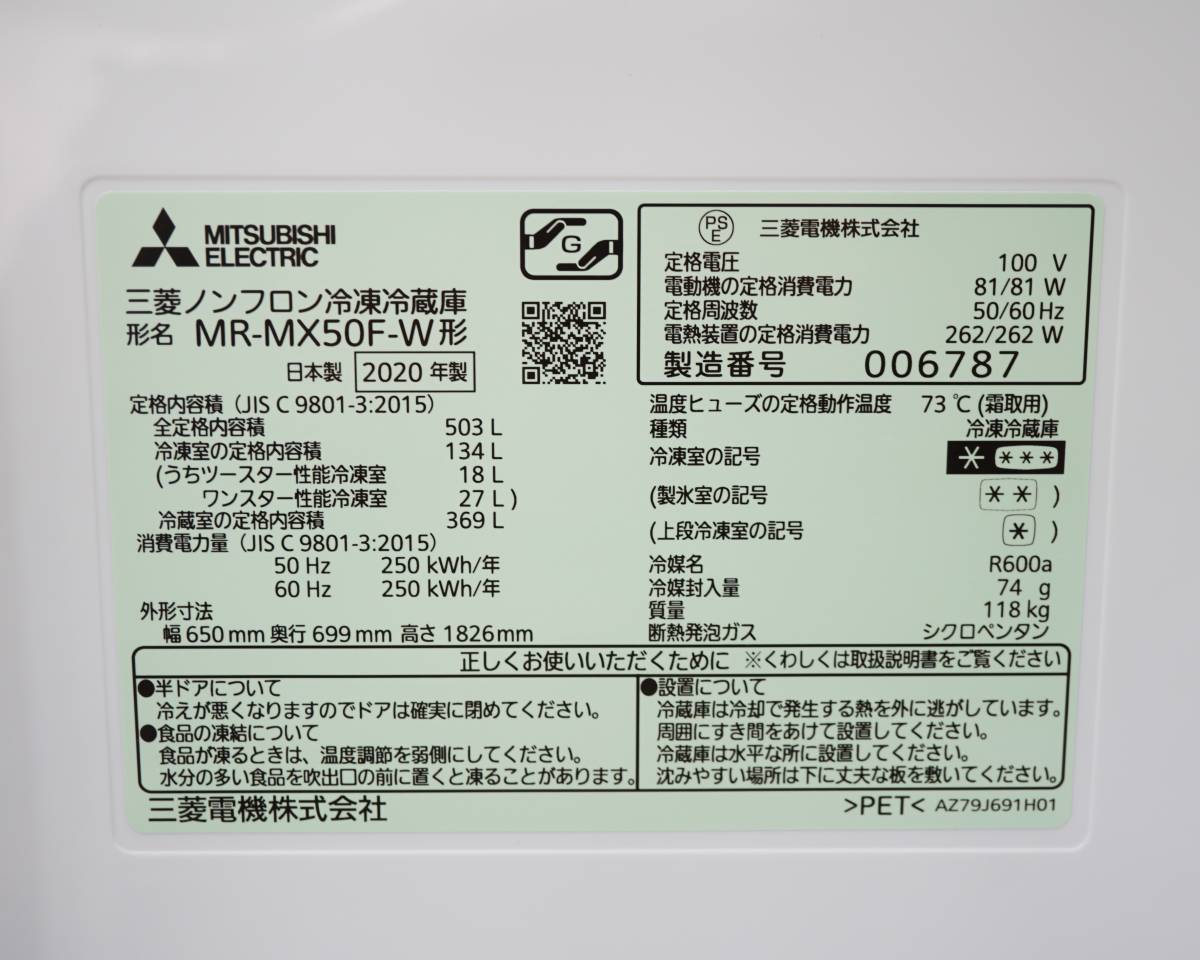 MITSUBISHI
ELECTRIC
G
三菱ノンフロン冷凍冷蔵庫
形名 MR-MX50F-W形
日本製 2020 年製
定格内容積（JIS C 9801-3:2015）
全定格内容積 503 L
冷凍室の定格内容積 134 L
(うちツースター性能冷凍室 18 L
ワンスター性能冷凍室 27 L )
冷蔵室の定格内容積 369 L
消費電力量（JIS C 9801-3:2015）
50 Hz 250 kWh/年
60 Hz 250 kWh/年
外形寸法
幅 650 mm 奥行 699 mm 高さ 1826 mm
PS
E
三菱電機株式会社
定格電圧 100 V
電動機の定格消費電力 81/81 W
定格周波数 50/60 Hz
電熱装置の定格消費電力 262/262 W
製造番号 006787
温度ヒューズの定格動作温度 73 ℃ (霜取用)
種類 冷凍冷蔵庫
冷凍室の記号 * ***
(製氷室の記号 ** )
(上段冷凍室の記号 * )
冷媒名 R600a
冷媒封入量 74 g
質量 118 kg
断熱発泡ガス シクロペンタン
正しくお使いいただくために ※くわしくは取扱説明書をご覧ください
●半ドアについて
冷えが悪くなりますのでドアは確実に閉めてください。
●食品の凍結について
食品が凍るときは、温度調節を弱側にしてください。
水分の多い食品を吹出口の前に置くと凍ることがあります。
●設置について
冷蔵庫は冷却で発生する熱を外に逃がしています。
周囲にすき間をあけて設置してください。
冷蔵庫は水平な所に設置してください。
沈みやすい場所は下に丈夫な板を敷いてください。
三菱電機株式会社
>PET< AZ79J691H01